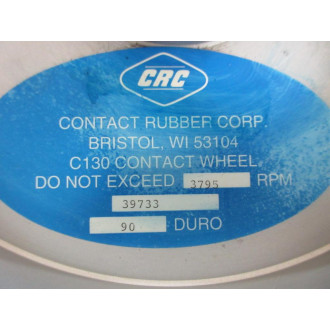 CRC
CONTACT RUBBER CORP.
BRISTOL, WI 53104
C130 CONTACT WHEEL
DO NOT EXCEED 3795 RPM
39733
90 DURO